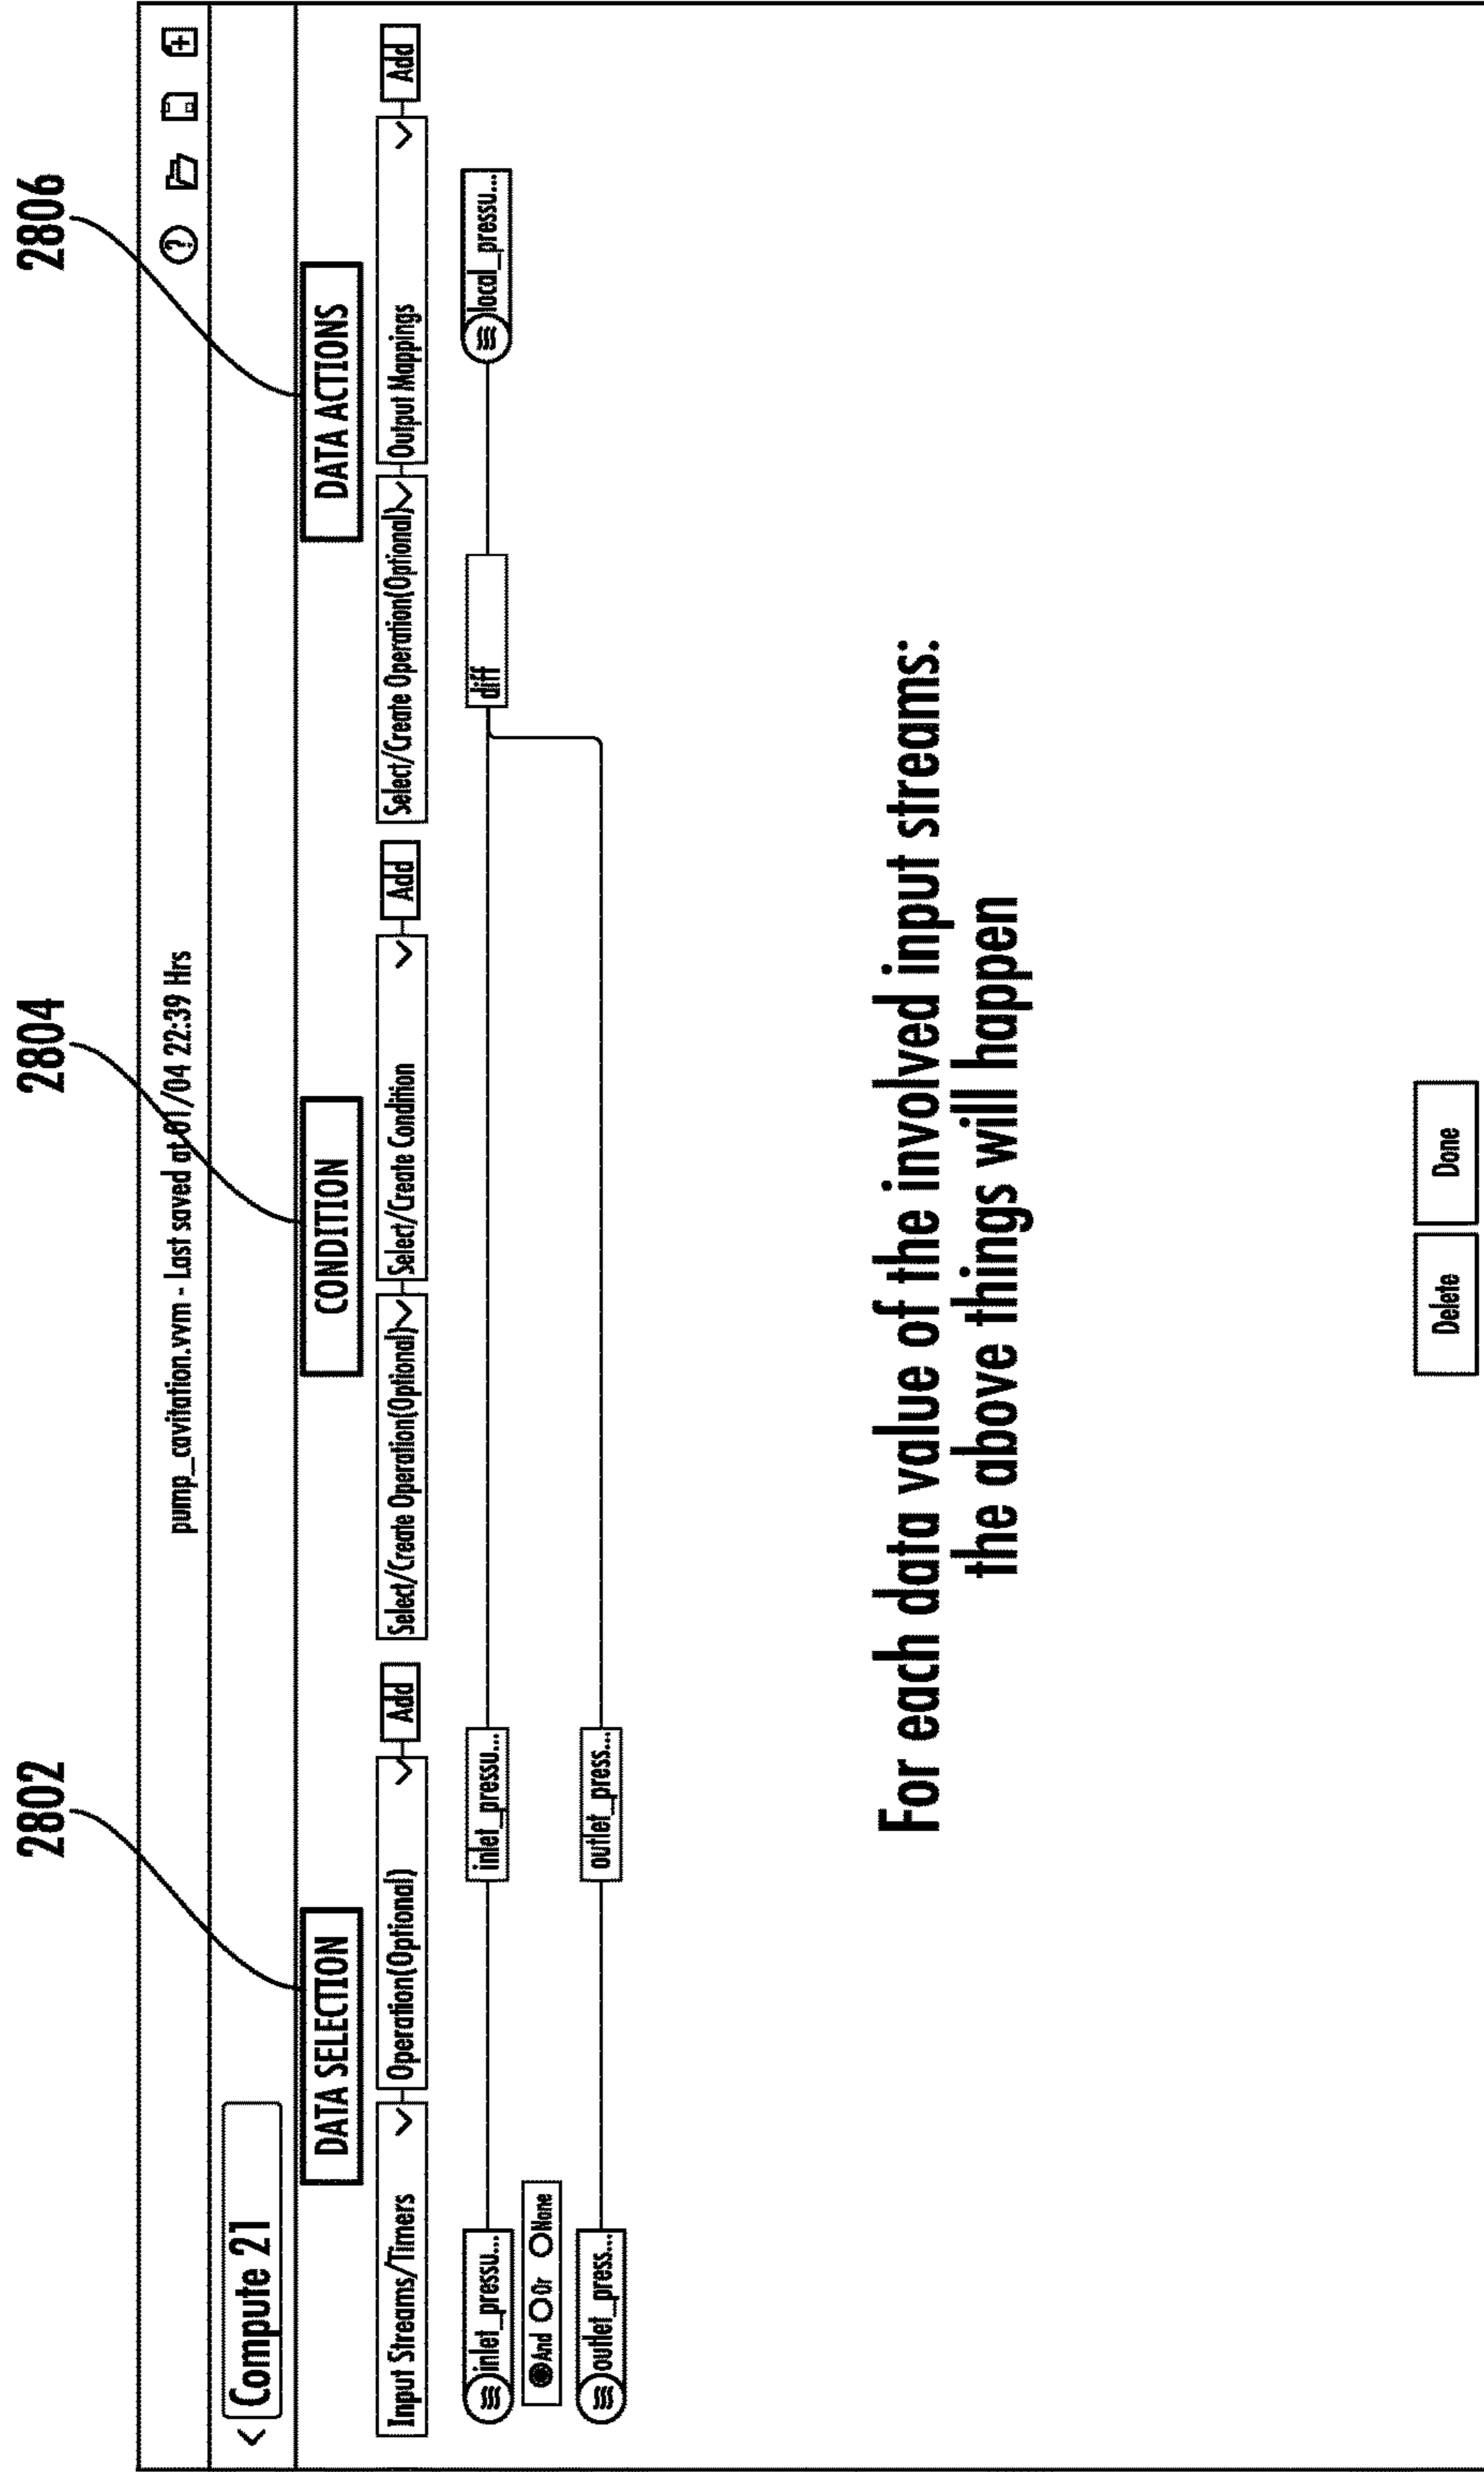 2802 2804 2806
pump_cavitation.vvm - Last saved at 01/04 22:39 Hrs ?
< Compute 21
DATA SELECTION CONDITION DATA ACTIONS
Input Streams/Timers Operation(Optional) Add Select/Create Operation(Optional) Select/Create Condition Add Select/Create Operation(Optional) Output Mappings Add
inlet_pressu... inlet_pressu... diff local_pressu...
And Or None
outlet_press... outlet_press...
For each data value of the involved input streams:
the above things will happen
Delete Done